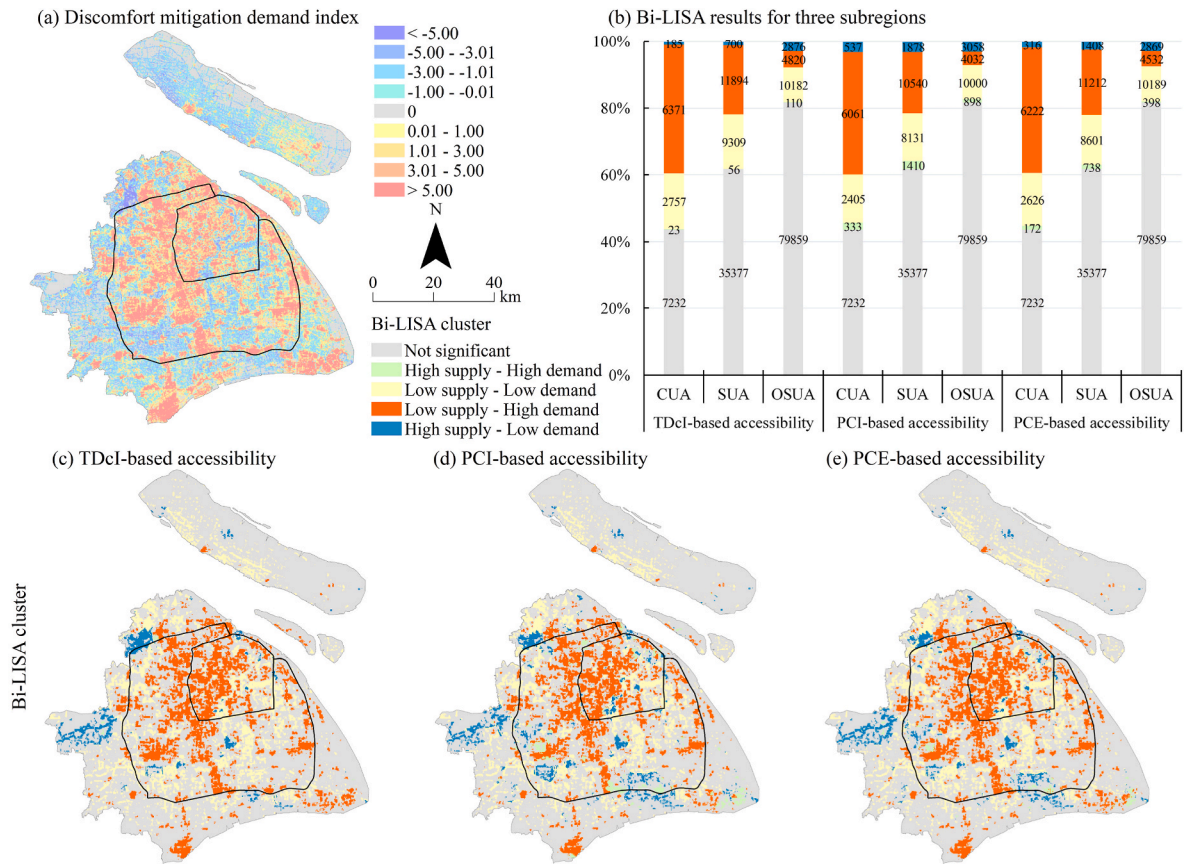 (a) Discomfort mitigation demand index
< -5.00
-5.00 - -3.01
-3.00 - -1.01
-1.00 - -0.01
0
0.01 - 1.00
1.01 - 3.00
3.01 - 5.00
> 5.00
N
0 20 40
km
Bi-LISA cluster
Not significant
High supply - High demand
Low supply - Low demand
Low supply - High demand
High supply - Low demand
(b) Bi-LISA results for three subregions
100%
80%
60%
40%
20%
0%
185 700 2876 537 1878 3058 316 1408 2869
6371 11894 4820 6061 10540 4032 6222 11212 4532
2757 9309 10182 2405 8131 10000 2626 8601 10189
23 56 110 333 1410 898 172 738 398
7232 35377 79859 7232 35377 79859 7232 35377 79859
CUA SUA OSUA CUA SUA OSUA CUA SUA OSUA
TDcI-based accessibility PCI-based accessibility PCE-based accessibility
(c) TDcI-based accessibility
(d) PCI-based accessibility
(e) PCE-based accessibility
Bi-LISA cluster